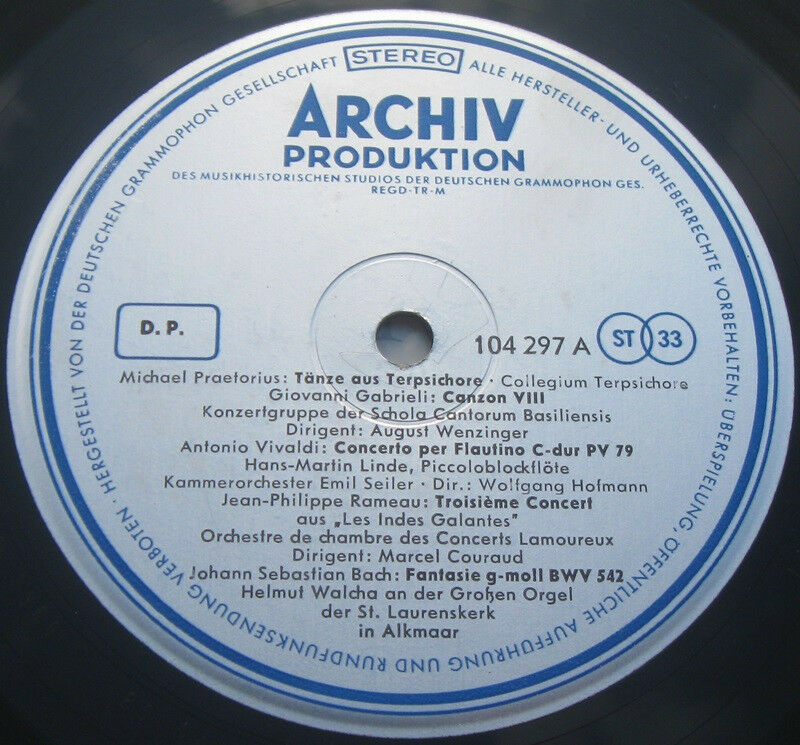 HERGESTELLT VON DER DEUTSCHEN GRAMMOPHON GESELLSCHAFT
STEREO
ALLE HERSTELLER- UND URHEBERRECHTE VORBEHALTEN: ÜBERSPIELUNG, ÖFFENTLICHE AUFFÜHRUNG UND RUNDFUNKSENDUNG VERBOTEN ·
ARCHIV
PRODUKTION
DES MUSIKHISTORISCHEN STUDIOS DER DEUTSCHEN GRAMMOPHON GES.
REGD-TR-M
D. P.
104 297 A
ST 33
Michael Praetorius: Tänze aus Terpsichore · Collegium Terpsichore
Giovanni Gabrieli: Canzon VIII
Konzertgruppe der Schola Cantorum Basiliensis
Dirigent: August Wenzinger
Antonio Vivaldi: Concerto per Flautino C-dur PV 79
Hans-Martin Linde, Piccoloblockflöte
Kammerorchester Emil Seiler · Dir.: Wolfgang Hofmann
Jean-Philippe Rameau: Troisième Concert
aus „Les Indes Galantes"
Orchestre de chambre des Concerts Lamoureux
Dirigent: Marcel Couraud
Johann Sebastian Bach: Fantasie g-moll BWV 542
Helmut Walcha an der Großen Orgel
der St. Laurenskerk
in Alkmaar